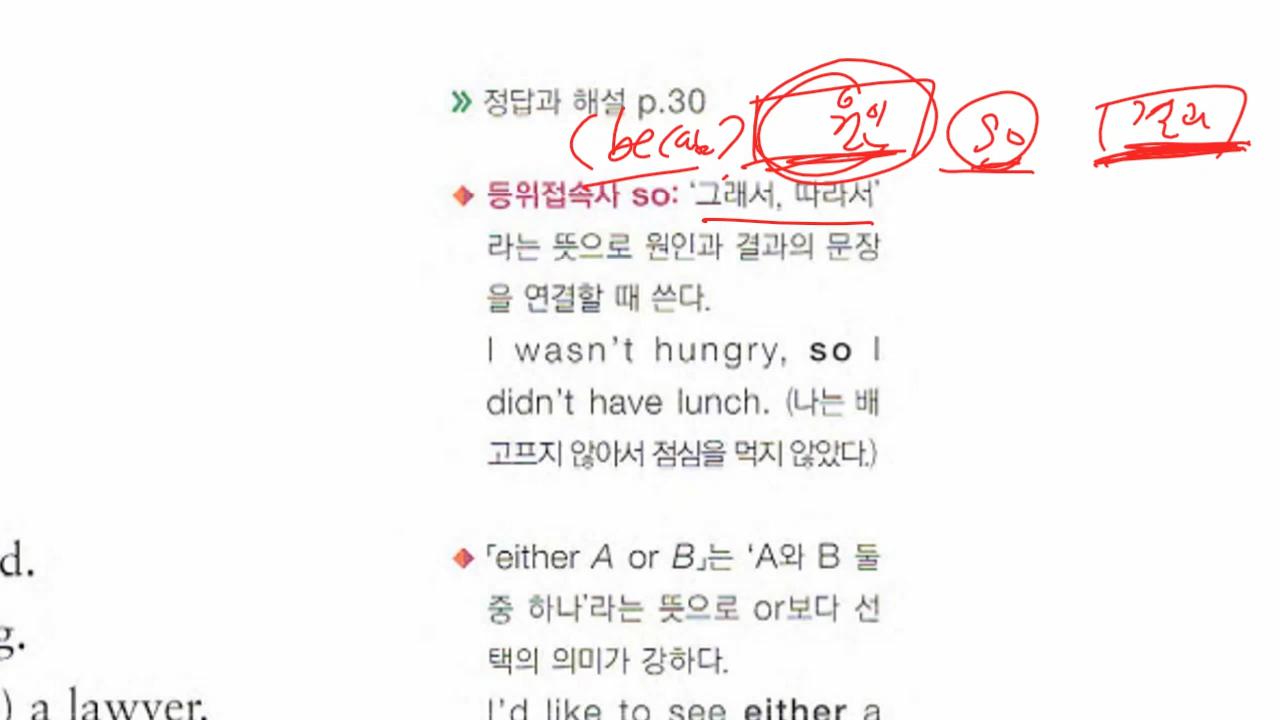 » 정답과 해설 p.30
원인 so 결과
(because)
등위접속사 so: ‘그래서, 따라서’
라는 뜻으로 원인과 결과의 문장
을 연결할 때 쓴다.
I wasn't hungry, so I
didn't have lunch. (나는 배
고프지 않아서 점심을 먹지 않았다.)
d.
「either A or B」는 ‘A와 B 둘
중 하나’라는 뜻으로 or보다 선
g.
택의 의미가 강하다.
) a lawyer.
I'd like to see either a